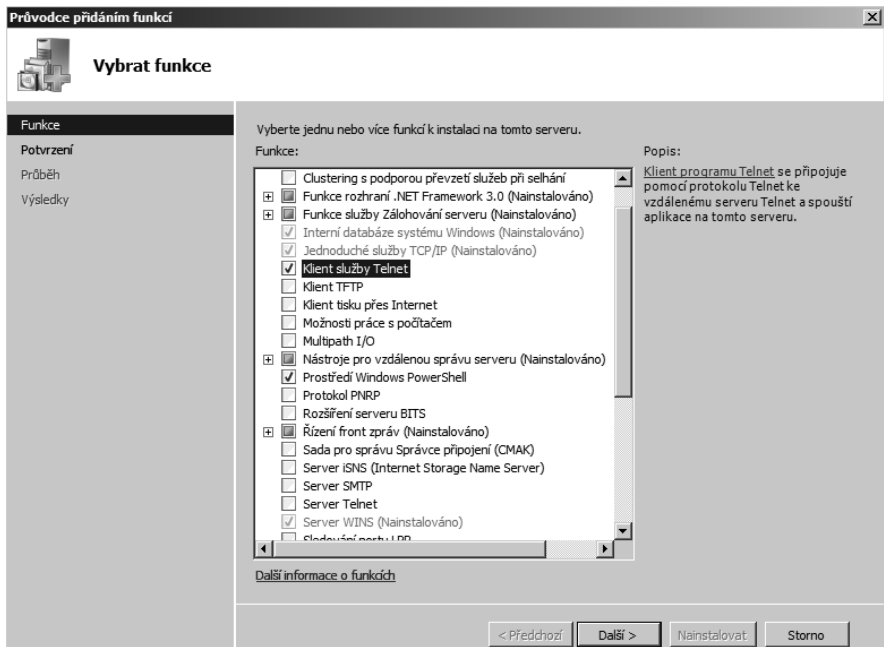 Průvodce přidáním funkcí
Vybrat funkce
Funkce
Potvrzení
Průběh
Výsledky
Vyberte jednu nebo více funkcí k instalaci na tomto serveru.
Funkce:
Clustering s podporou převzetí služeb při selhání
Funkce rozhraní .NET Framework 3.0 (Nainstalováno)
Funkce služby Zálohování serveru (Nainstalováno)
Interní databáze systému Windows (Nainstalováno)
Jednoduché služby TCP/IP (Nainstalováno)
Klient služby Telnet
Klient TFTP
Klient tisku přes Internet
Možnosti práce s počítačem
Multipath I/O
Nástroje pro vzdálenou správu serveru (Nainstalováno)
Prostředí Windows PowerShell
Protokol PNRP
Rozšíření serveru BITS
Řízení front zpráv (Nainstalováno)
Sada pro správu Správce připojení (CMAK)
Server iSNS (Internet Storage Name Server)
Server SMTP
Server Telnet
Server WINS (Nainstalováno)
Sledování portu LPR
Další informace o funkcích
Popis:
Klient programu Telnet se připojuje
pomocí protokolu Telnet ke
vzdálenému serveru Telnet a spouští
aplikace na tomto serveru.
< Předchozí
Další >
Nainstalovat
Storno